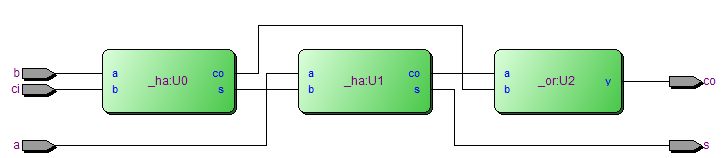 b a _ha:U0 co a _ha:U1 co a _or:U2 y co
ci b s b s b
a s